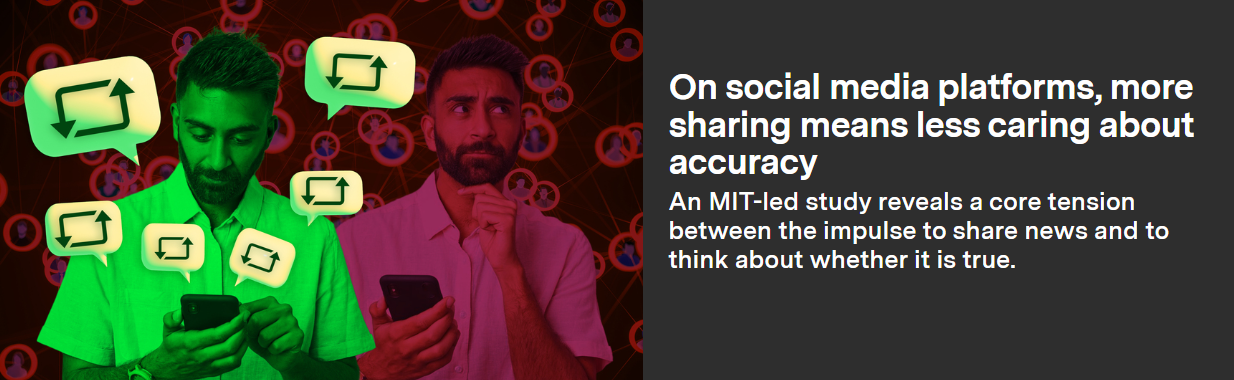 On social media platforms, more
sharing means less caring about
accuracy
An MIT-led study reveals a core tension
between the impulse to share news and to
think about whether it is true.